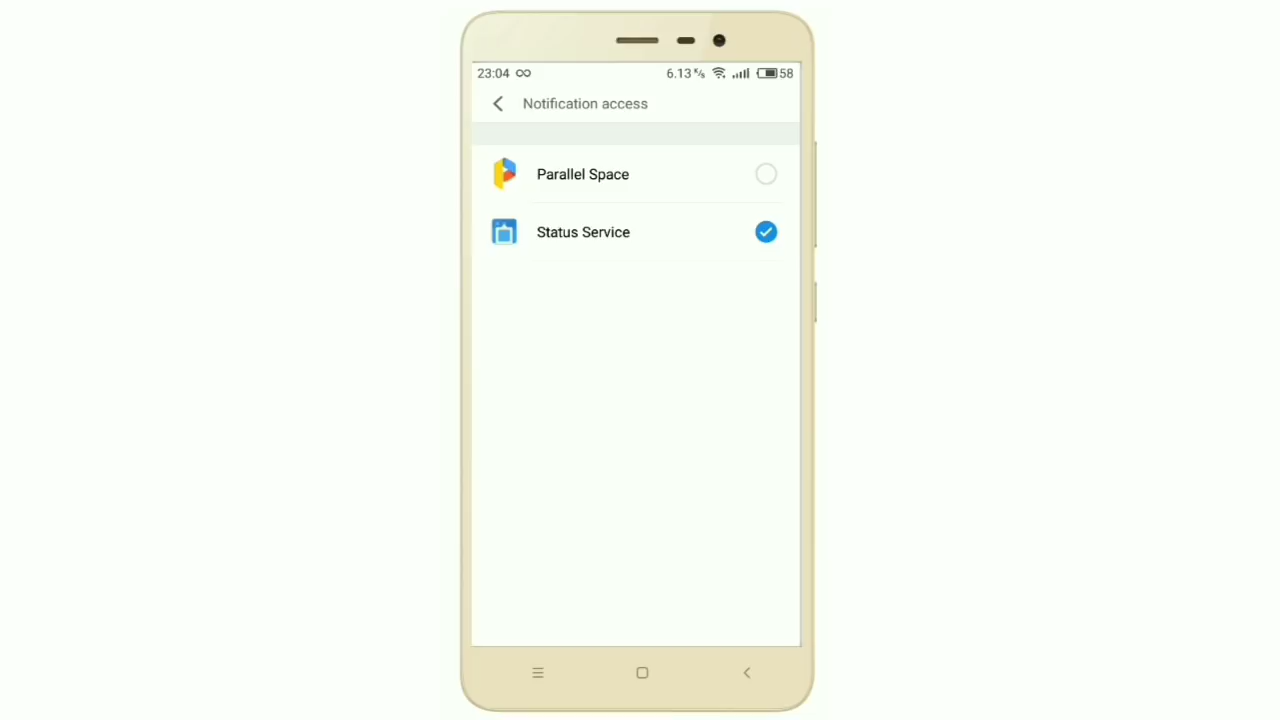 23:04 6.13 K/s 58
Notification access
Parallel Space
Status Service